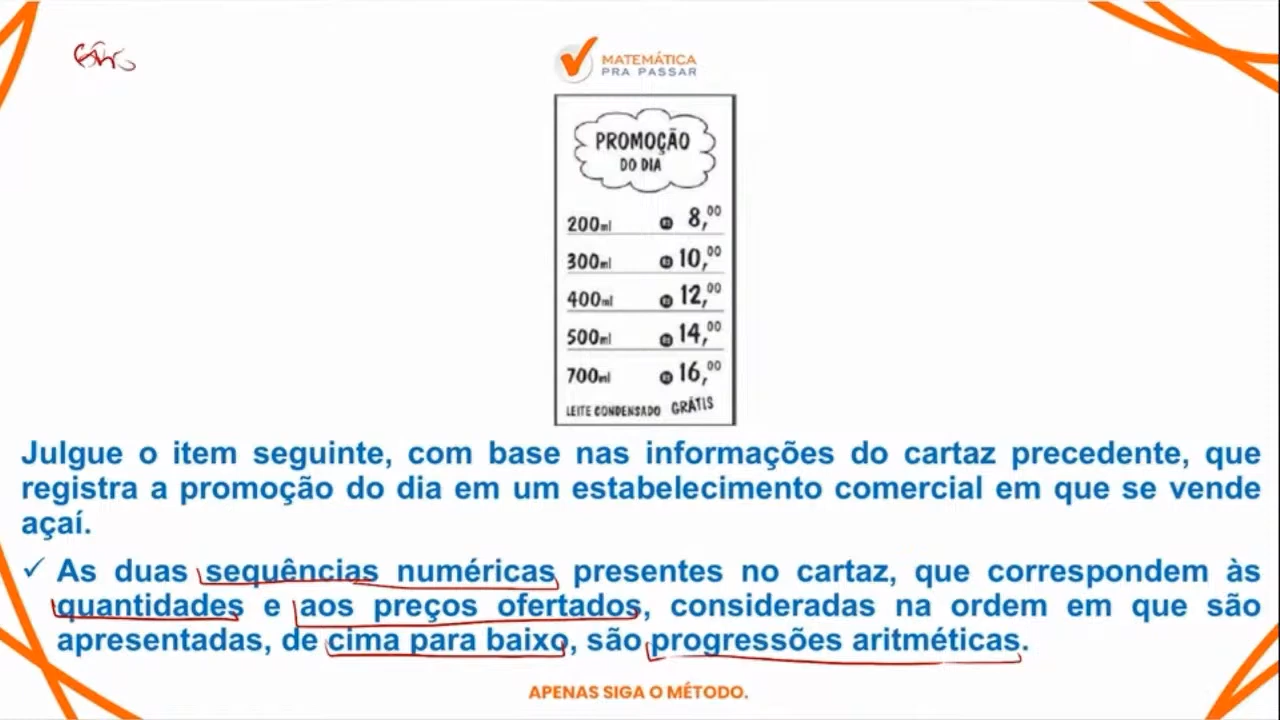 MATEMÁTICA
PRA PASSAR
PROMOÇÃO
DO DIA
200ml R$ 8,00
300ml R$ 10,00
400ml R$ 12,00
500ml R$ 14,00
700ml R$ 16,00
LEITE CONDENSADO GRÁTIS
Julgue o item seguinte, com base nas informações do cartaz precedente, que
registra a promoção do dia em um estabelecimento comercial em que se vende
açaí.
✓ As duas sequências numéricas presentes no cartaz, que correspondem às
quantidades e aos preços ofertados, consideradas na ordem em que são
apresentadas, de cima para baixo, são progressões aritméticas.
APENAS SIGA O MÉTODO.